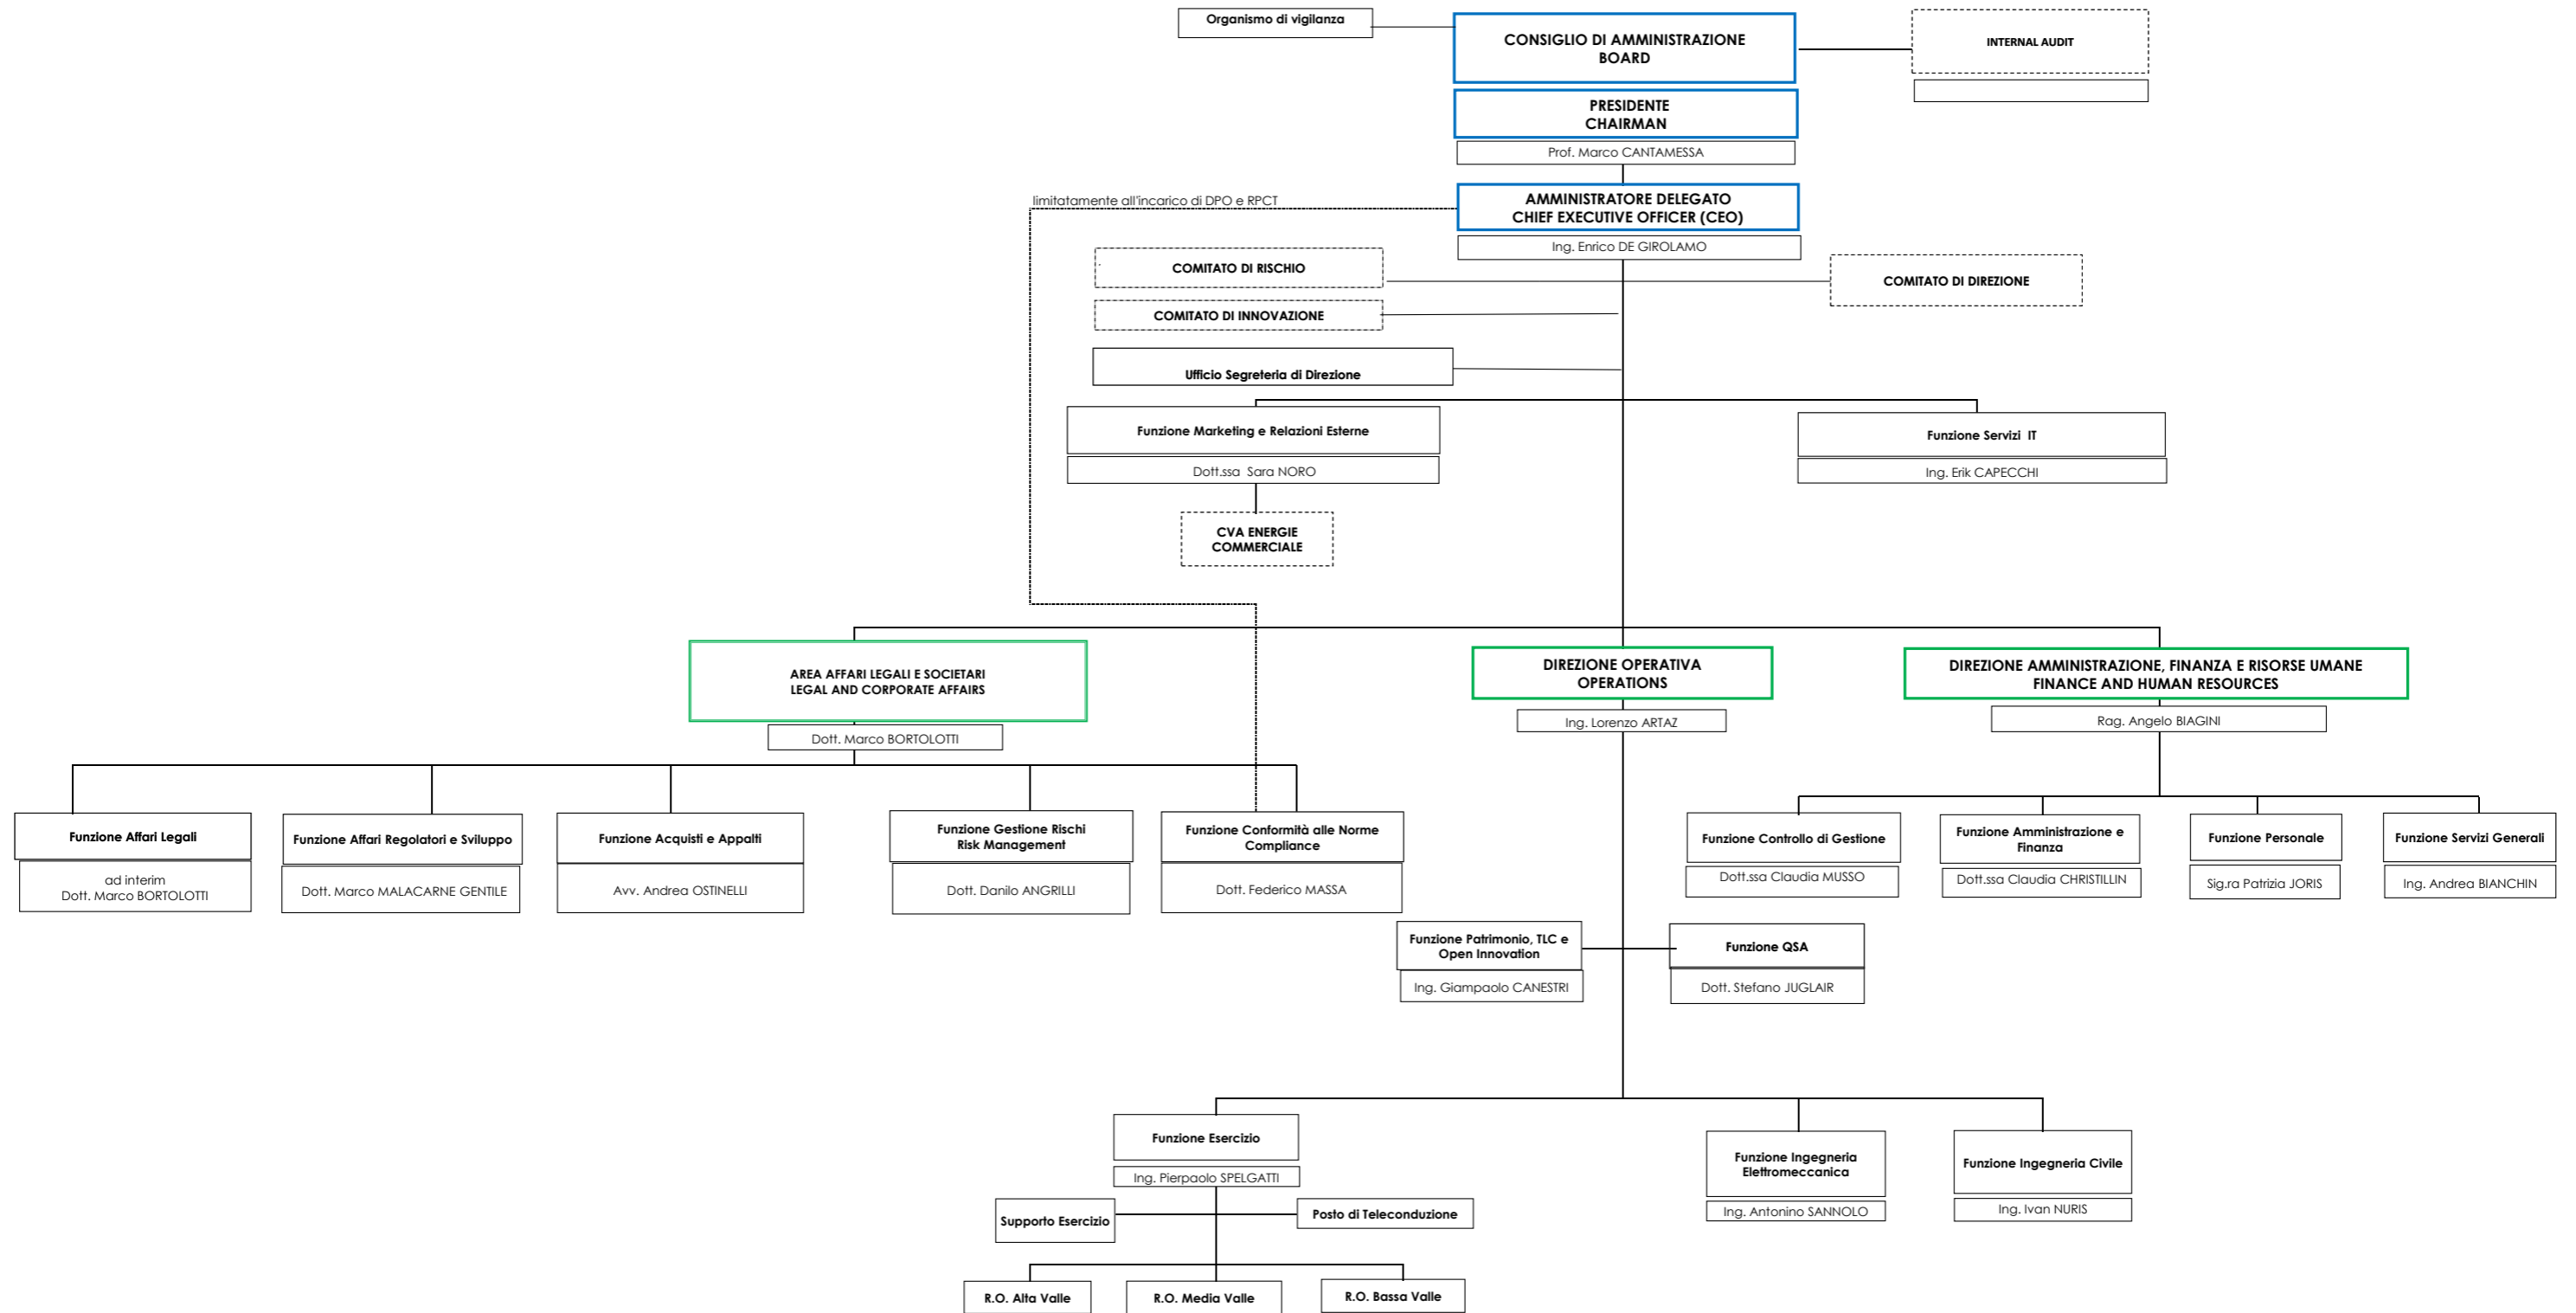 Organismo di vigilanza
CONSIGLIO DI AMMINISTRAZIONE
BOARD
INTERNAL AUDIT
PRESIDENTE
CHAIRMAN
Prof. Marco CANTAMESSA
limitatamente all'incarico di DPO e RPCT
AMMINISTRATORE DELEGATO
CHIEF EXECUTIVE OFFICER (CEO)
Ing. Enrico DE GIROLAMO
COMITATO DI RISCHIO
COMITATO DI DIREZIONE
COMITATO DI INNOVAZIONE
Ufficio Segreteria di Direzione
Funzione Marketing e Relazioni Esterne
Dott.ssa Sara NORO
Funzione Servizi IT
Ing. Erik CAPECCHI
CVA ENERGIE
COMMERCIALE
AREA AFFARI LEGALI E SOCIETARI
LEGAL AND CORPORATE AFFAIRS
Dott. Marco BORTOLOTTI
DIREZIONE OPERATIVA
OPERATIONS
Ing. Lorenzo ARTAZ
DIREZIONE AMMINISTRAZIONE, FINANZA E RISORSE UMANE
FINANCE AND HUMAN RESOURCES
Rag. Angelo BIAGINI
Funzione Affari Legali
ad interim
Dott. Marco BORTOLOTTI
Funzione Affari Regolatori e Sviluppo
Dott. Marco MALACARNE GENTILE
Funzione Acquisti e Appalti
Avv. Andrea OSTINELLI
Funzione Gestione Rischi
Risk Management
Dott. Danilo ANGRILLI
Funzione Conformità alle Norme
Compliance
Dott. Federico MASSA
Funzione Controllo di Gestione
Dott.ssa Claudia MUSSO
Funzione Amministrazione e
Finanza
Dott.ssa Claudia CHRISTILLIN
Funzione Personale
Sig.ra Patrizia JORIS
Funzione Servizi Generali
Ing. Andrea BIANCHIN
Funzione Patrimonio, TLC e
Open Innovation
Ing. Giampaolo CANESTRI
Funzione QSA
Dott. Stefano JUGLAIR
Funzione Esercizio
Ing. Pierpaolo SPELGATTI
Funzione Ingegneria
Elettromeccanica
Ing. Antonino SANNOLO
Funzione Ingegneria Civile
Ing. Ivan NURIS
Supporto Esercizio
Posto di Teleconduzione
R.O. Alta Valle
R.O. Media Valle
R.O. Bassa Valle